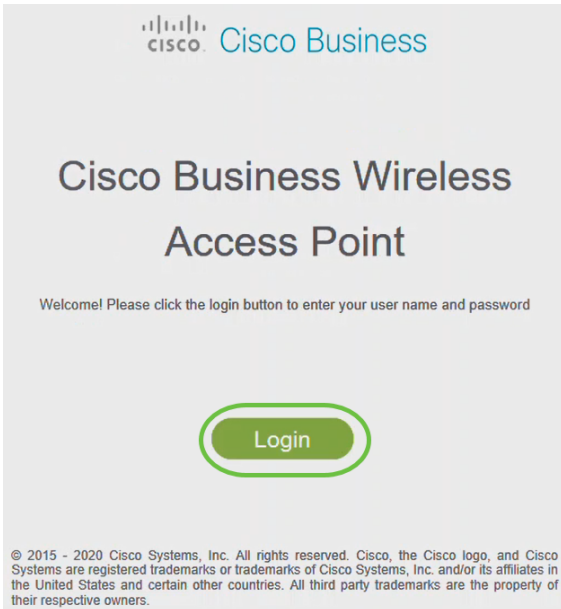 cisco Cisco Business
Cisco Business Wireless
Access Point
Welcome! Please click the login button to enter your user name and password
Login
© 2015 - 2020 Cisco Systems, Inc. All rights reserved. Cisco, the Cisco logo, and Cisco
Systems are registered trademarks or trademarks of Cisco Systems, Inc. and/or its affiliates in
the United States and certain other countries. All third party trademarks are the property of
their respective owners.